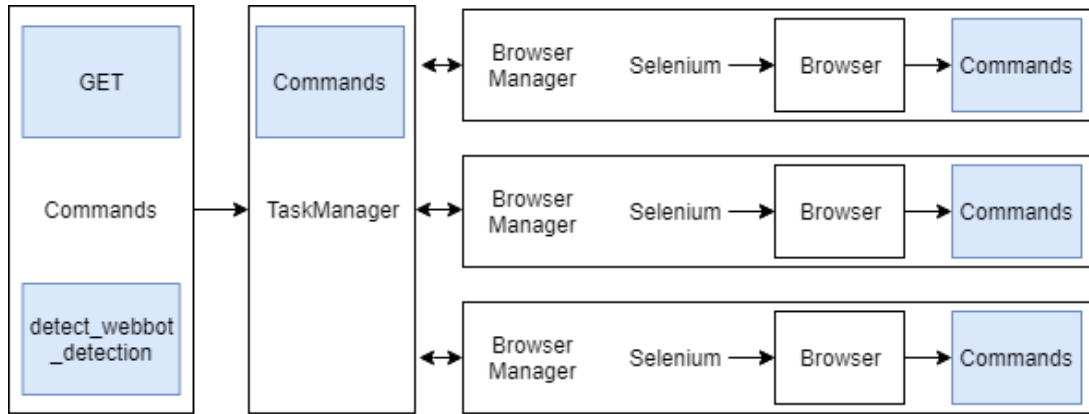 GET
Commands
detect_webbot
_detection
Commands
TaskManager
Browser
Manager
Selenium
Browser
Commands
Browser
Manager
Selenium
Browser
Commands
Browser
Manager
Selenium
Browser
Commands